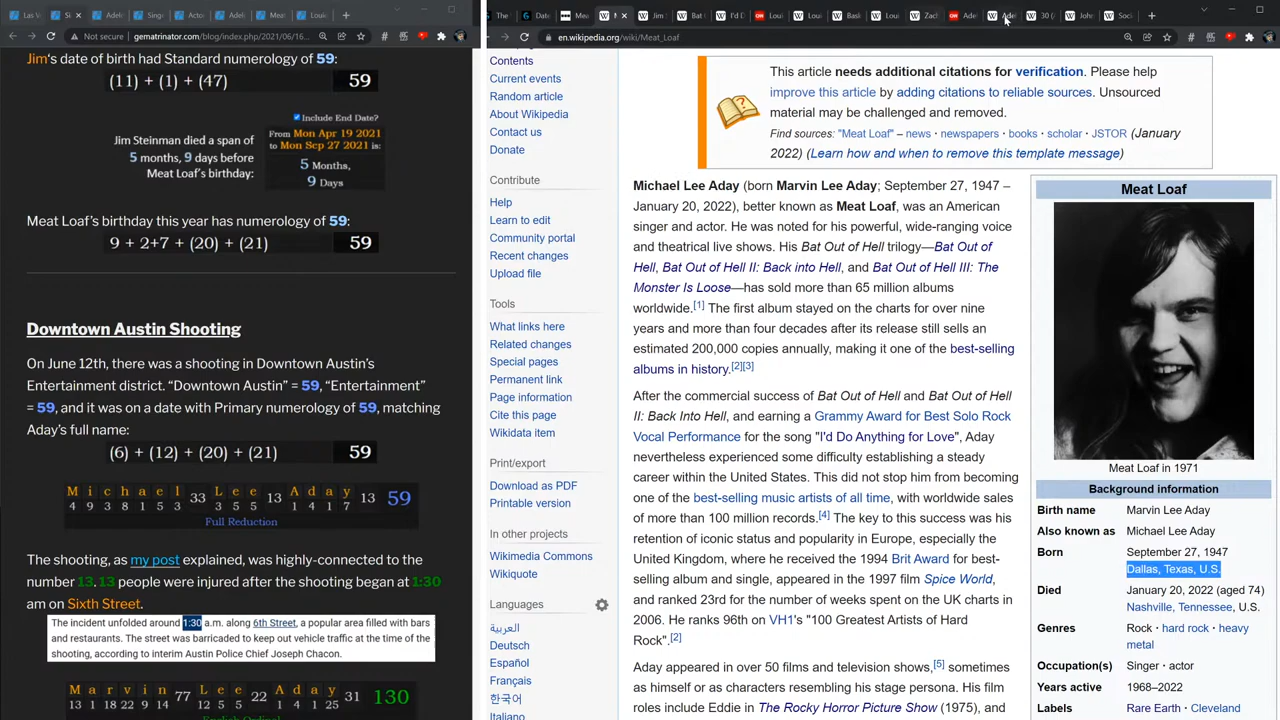 Las V
Si
Adel
Sing
Acto
Adel
Meat
Louie
Not secure
gematrinator.com/blog/index.php/2021/06/16...
Jim's date of birth had Standard numerology of 59:
(11) + (1) + (47) 59
Jim Steinman died a span of
5 months, 9 days before
Meat Loaf's birthday:
Include End Date?
From Mon Apr 19 2021
to Mon Sep 27 2021 is:
5 Months,
9 Days
Meat Loaf's birthday this year has numerology of 59:
9 + 2+7 + (20) + (21) 59
Downtown Austin Shooting
On June 12th, there was a shooting in Downtown Austin's
Entertainment district. "Downtown Austin" = 59, "Entertainment"
= 59, and it was on a date with Primary numerology of 59, matching
Aday's full name:
(6) + (12) + (20) + (21) 59
M i c h a e l 33 L e e 13 A d a y 13 59
4 9 3 8 1 5 3 3 5 5 1 4 1 7
Full Reduction
The shooting, as my post explained, was highly-connected to the
number 13. 13 people were injured after the shooting began at 1:30
am on Sixth Street.
The incident unfolded around 1:30 a.m. along 6th Street, a popular area filled with bars
and restaurants. The street was barricaded to keep out vehicle traffic at the time of the
shooting, according to interim Austin Police Chief Joseph Chacon.
M a r v i n 77 L e e 22 A d a y 31 130
13 1 18 22 9 14 12 5 5 1 4 1 25
English Ordinal
The
Date
Mea
M
Jim S
Bat
I'd D
Loui
Loui
Basi
Loui
Zach
Ade
Ade
30 (
John
Soci
en.wikipedia.org/wiki/Meat_Loaf
Contents
Current events
Random article
About Wikipedia
Contact us
Donate
Contribute
Help
Learn to edit
Community portal
Recent changes
Upload file
Tools
What links here
Related changes
Special pages
Permanent link
Page information
Cite this page
Wikidata item
Print/export
Download as PDF
Printable version
In other projects
Wikimedia Commons
Wikiquote
Languages
العربية
Deutsch
Español
Français
한국어
Italiano
This article needs additional citations for verification. Please help
improve this article by adding citations to reliable sources. Unsourced
material may be challenged and removed.
Find sources: "Meat Loaf" – news · newspapers · books · scholar · JSTOR (January
2022) (Learn how and when to remove this template message)
Michael Lee Aday (born Marvin Lee Aday; September 27, 1947 –
January 20, 2022), better known as Meat Loaf, was an American
singer and actor. He was noted for his powerful, wide-ranging voice
and theatrical live shows. His Bat Out of Hell trilogy—Bat Out of
Hell, Bat Out of Hell II: Back into Hell, and Bat Out of Hell III: The
Monster Is Loose—has sold more than 65 million albums
worldwide.[1] The first album stayed on the charts for over nine
years and more than four decades after its release still sells an
estimated 200,000 copies annually, making it one of the best-selling
albums in history.[2][3]
After the commercial success of Bat Out of Hell and Bat Out of Hell
II: Back Into Hell, and earning a Grammy Award for Best Solo Rock
Vocal Performance for the song "I'd Do Anything for Love", Aday
nevertheless experienced some difficulty establishing a steady
career within the United States. This did not stop him from becoming
one of the best-selling music artists of all time, with worldwide sales
of more than 100 million records.[4] The key to this success was his
retention of iconic status and popularity in Europe, especially the
United Kingdom, where he received the 1994 Brit Award for best-
selling album and single, appeared in the 1997 film Spice World,
and ranked 23rd for the number of weeks spent on the UK charts in
2006. He ranks 96th on VH1's "100 Greatest Artists of Hard
Rock".[2]
Aday appeared in over 50 films and television shows,[5] sometimes
as himself or as characters resembling his stage persona. His film
roles include Eddie in The Rocky Horror Picture Show (1975), and
Meat Loaf
Meat Loaf in 1971
Background information
Birth name Marvin Lee Aday
Also known as Michael Lee Aday
Born September 27, 1947
Dallas, Texas, U.S.
Died January 20, 2022 (aged 74)
Nashville, Tennessee, U.S.
Genres Rock · hard rock · heavy
metal
Occupation(s) Singer · actor
Years active 1968–2022
Labels Rare Earth · Cleveland